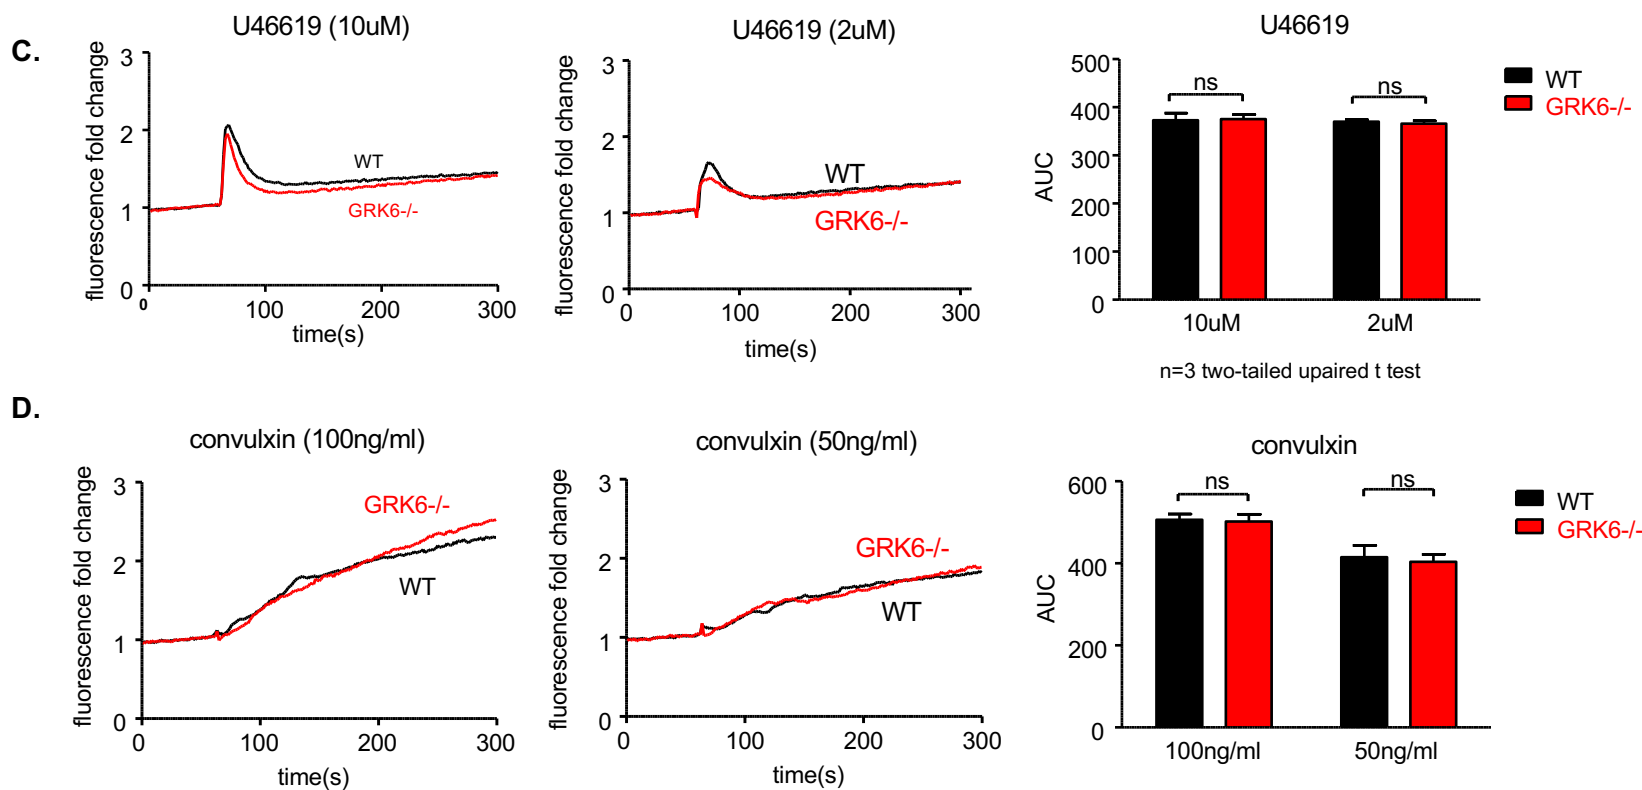 C.
U46619 (10uM)
fluorescence fold change
3
2
1
0
0
100
200
300
time(s)
WT
GRK6-/-
U46619 (2uM)
fluorescence fold change
3
2
1
0
0
100
200
300
time(s)
WT
GRK6-/-
U46619
AUC
500
400
300
200
100
0
ns
ns
10uM
2uM
WT
GRK6-/-
n=3 two-tailed upaired t test
D.
convulxin (100ng/ml)
fluorescence fold change
3
2
1
0
0
100
200
300
time(s)
GRK6-/-
WT
convulxin (50ng/ml)
fluorescence fold change
3
2
1
0
0
100
200
300
time(s)
GRK6-/-
WT
convulxin
AUC
600
400
200
0
ns
ns
100ng/ml
50ng/ml
WT
GRK6-/-